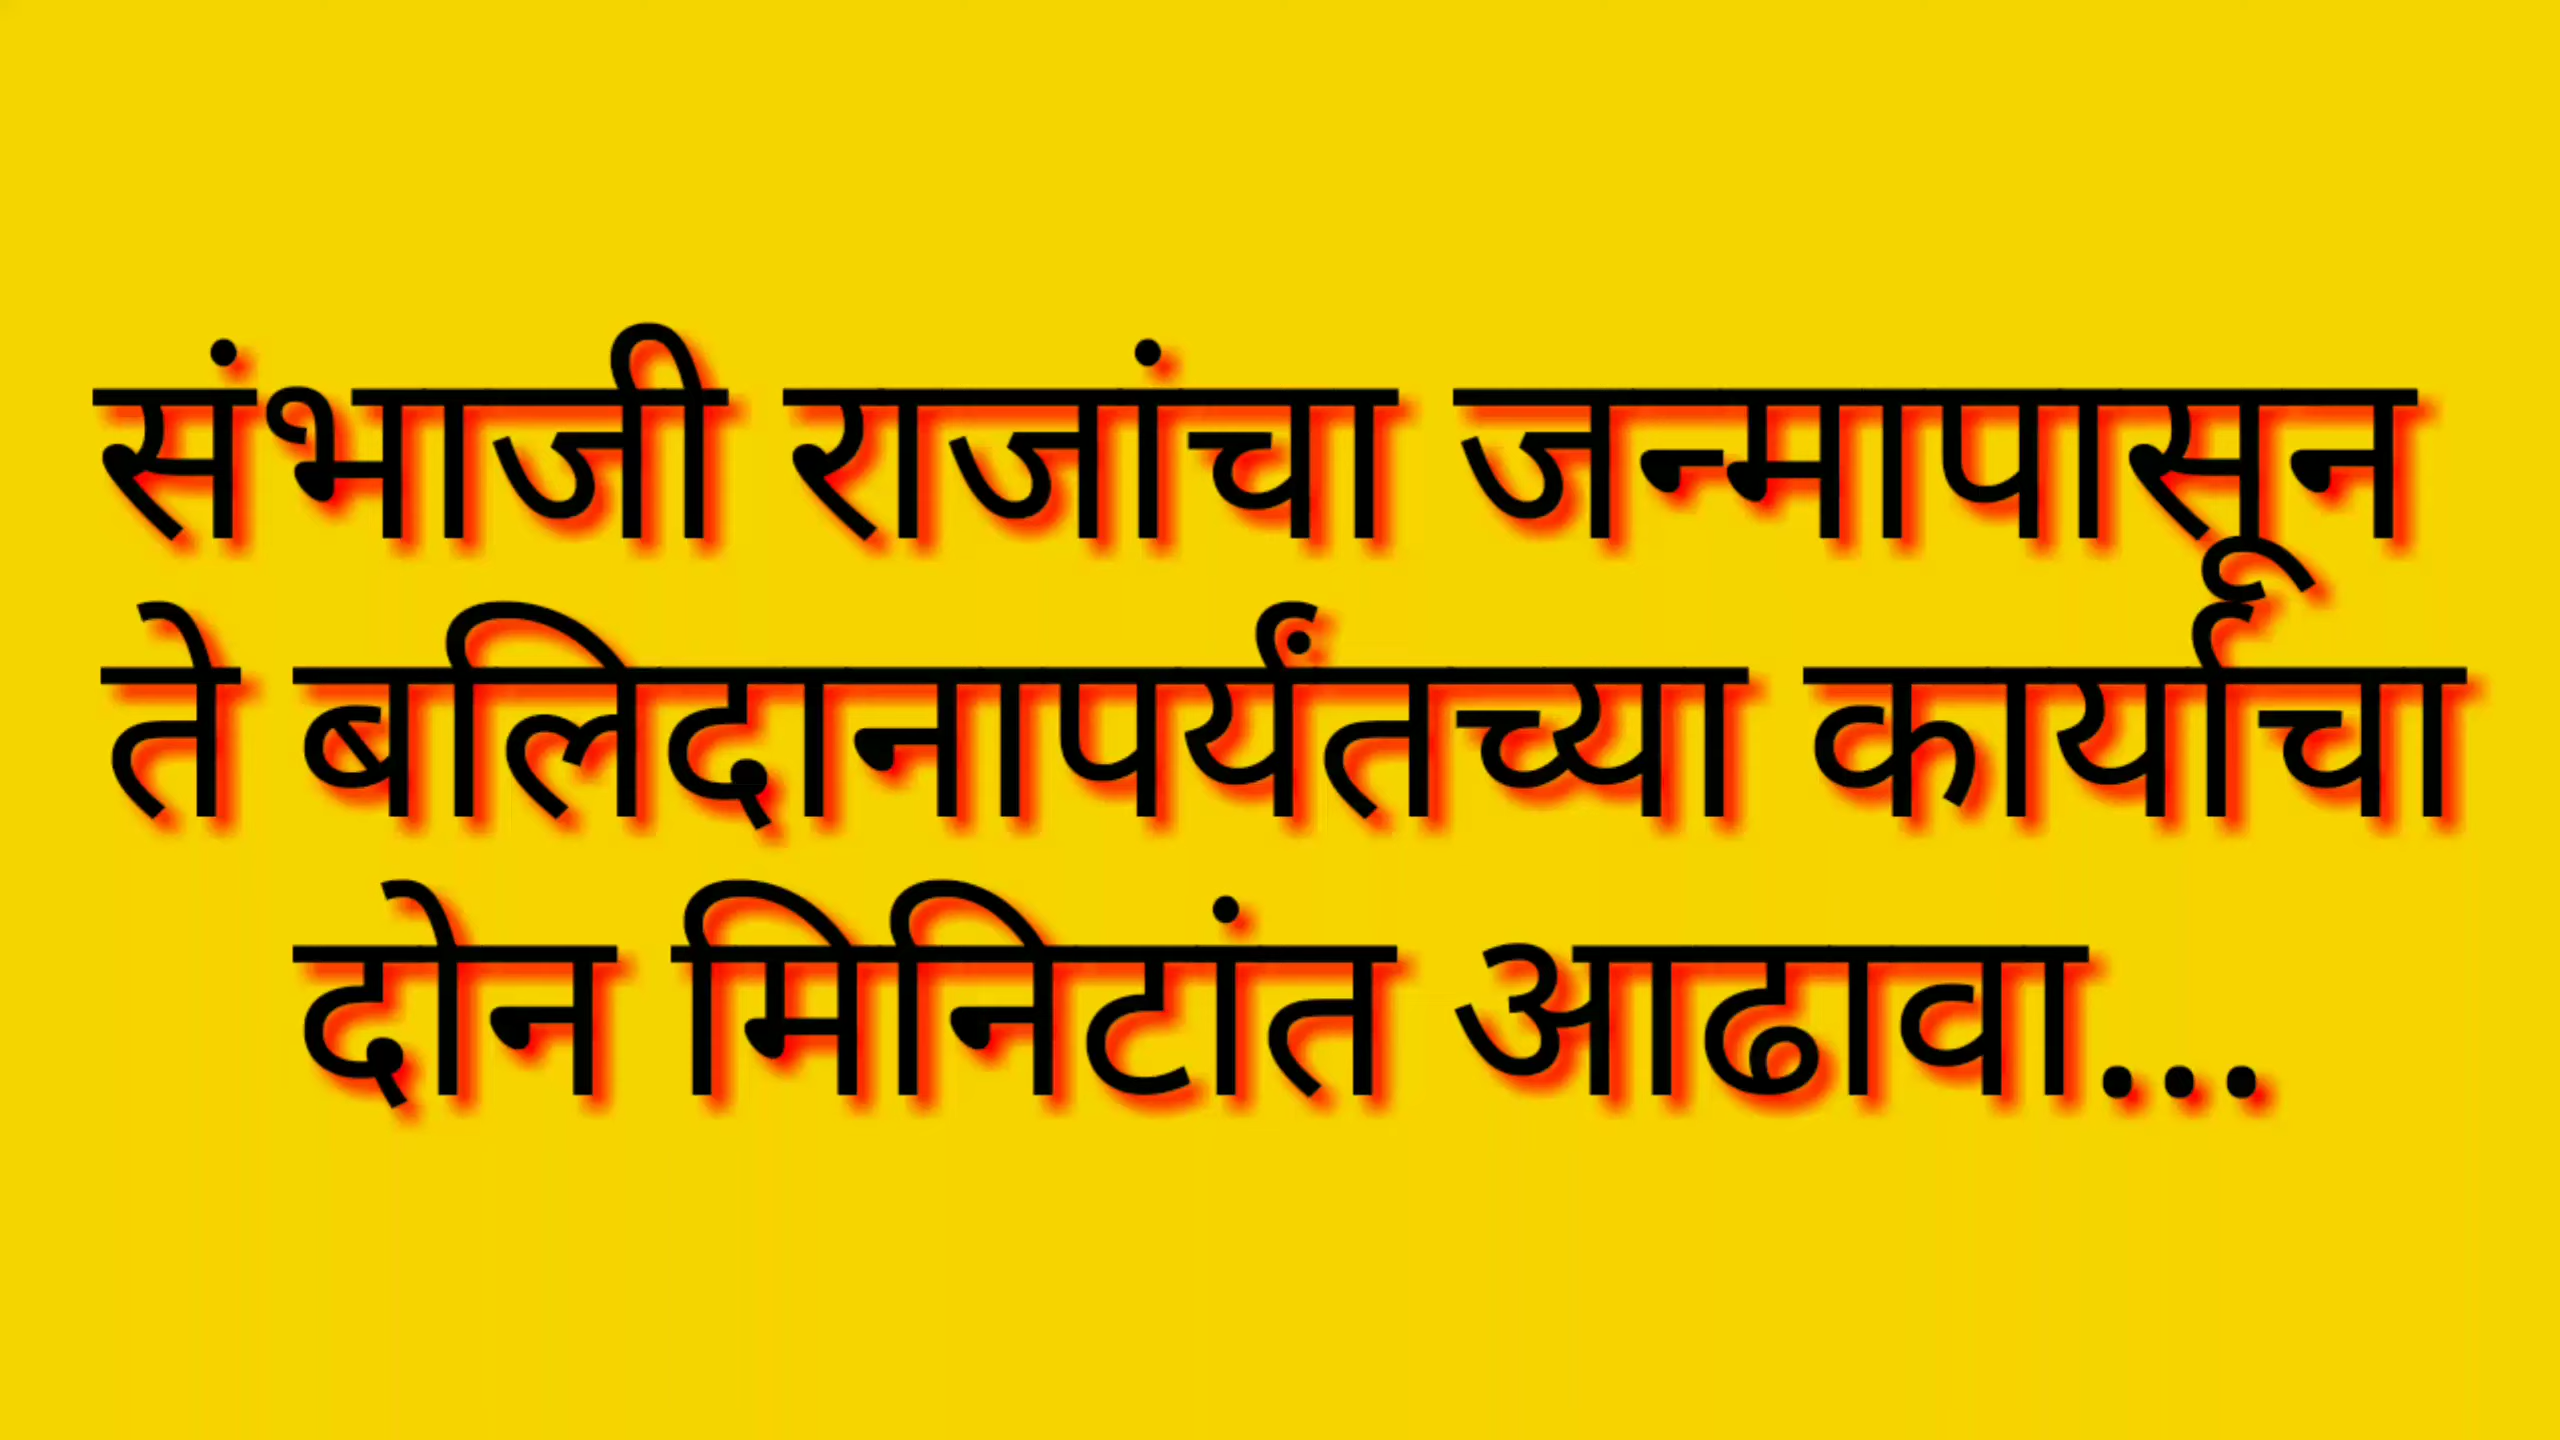 संभाजी राजांचा जन्मापासून
ते बलिदानापर्यंतच्या कार्याचा
दोन मिनिटांत आढावा...